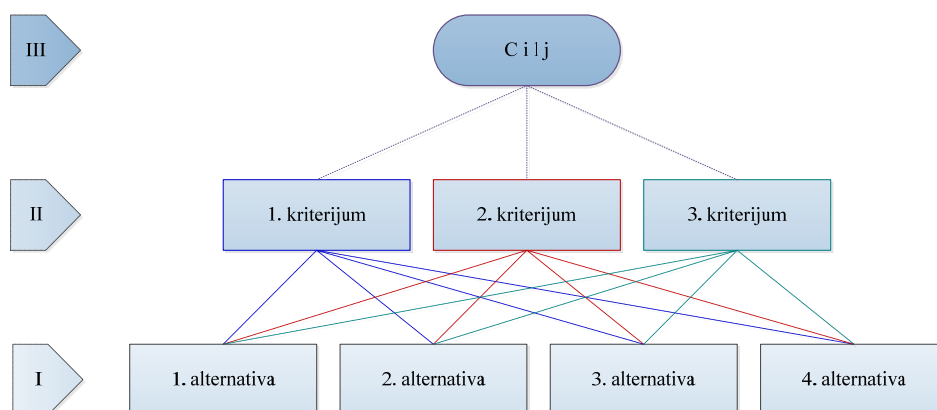 III
C i l j
II
1. kriterijum
2. kriterijum
3. kriterijum
I
1. alternativa
2. alternativa
3. alternativa
4. alternativa